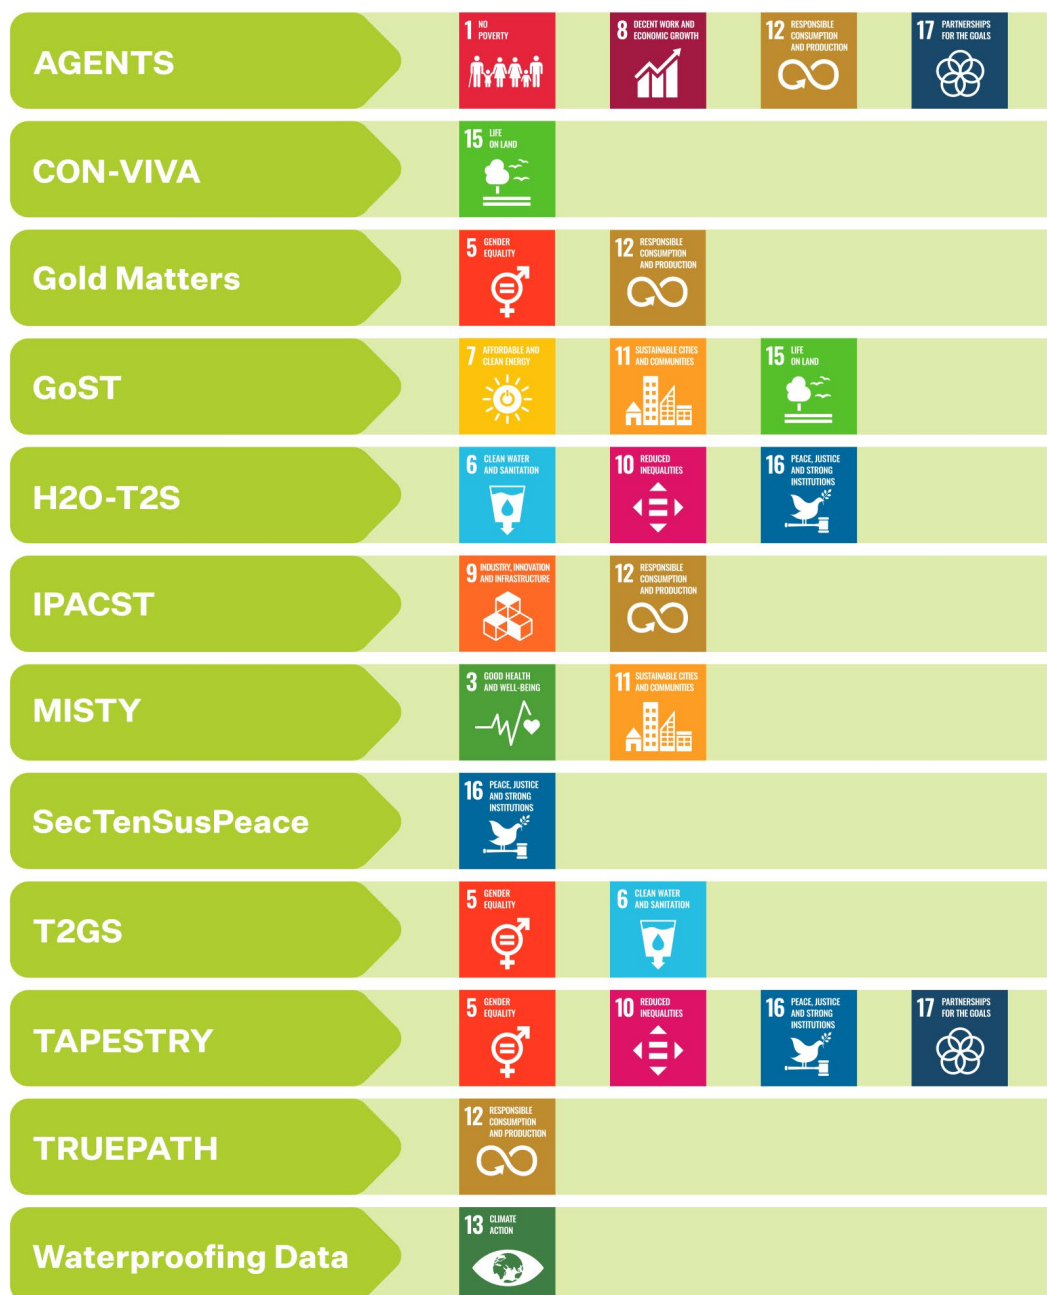 AGENTS
1 NO
POVERTY
8 DECENT WORK AND
ECONOMIC GROWTH
12 RESPONSIBLE
CONSUMPTION
AND PRODUCTION
17 PARTNERSHIPS
FOR THE GOALS
CON-VIVA
15 LIFE
ON LAND
Gold Matters
5 GENDER
EQUALITY
12 RESPONSIBLE
CONSUMPTION
AND PRODUCTION
GoST
7 AFFORDABLE AND
CLEAN ENERGY
11 SUSTAINABLE CITIES
AND COMMUNITIES
15 LIFE
ON LAND
H2O-T2S
6 CLEAN WATER
AND SANITATION
10 REDUCED
INEQUALITIES
16 PEACE, JUSTICE
AND STRONG
INSTITUTIONS
IPACST
9 INDUSTRY, INNOVATION
AND INFRASTRUCTURE
12 RESPONSIBLE
CONSUMPTION
AND PRODUCTION
MISTY
3 GOOD HEALTH
AND WELL-BEING
11 SUSTAINABLE CITIES
AND COMMUNITIES
SecTenSusPeace
16 PEACE, JUSTICE
AND STRONG
INSTITUTIONS
T2GS
5 GENDER
EQUALITY
6 CLEAN WATER
AND SANITATION
TAPESTRY
5 GENDER
EQUALITY
10 REDUCED
INEQUALITIES
16 PEACE, JUSTICE
AND STRONG
INSTITUTIONS
17 PARTNERSHIPS
FOR THE GOALS
TRUEPATH
12 RESPONSIBLE
CONSUMPTION
AND PRODUCTION
Waterproofing Data
13 CLIMATE
ACTION